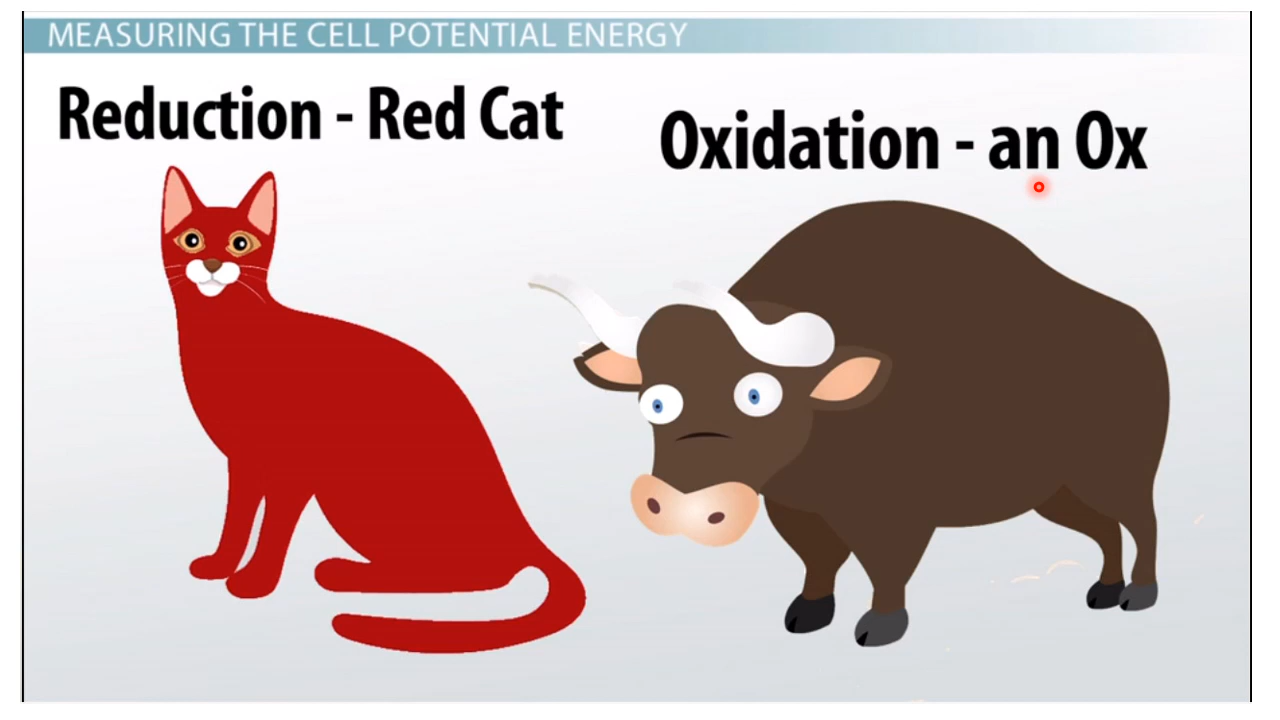 MEASURING THE CELL POTENTIAL ENERGY
Reduction - Red Cat
Oxidation - an Ox